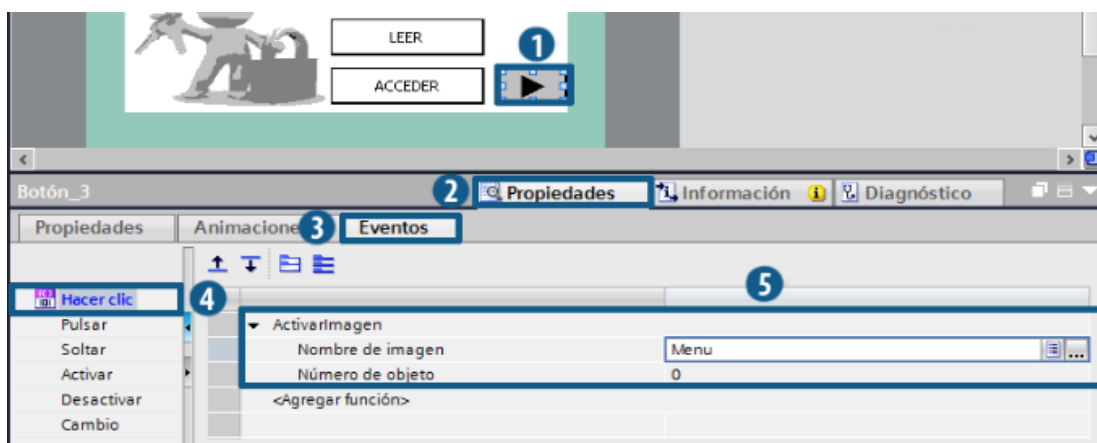 LEER
1
ACCEDER
Botón_3
2
Propiedades
Información
Diagnóstico
Propiedades
Animacione
3
Eventos
5
Hacer clic
4
Pulsar
ActivarImagen
Soltar
Nombre de imagen
Menu
...
Activar
Número de objeto
0
Desactivar
<Agregar función>
Cambio